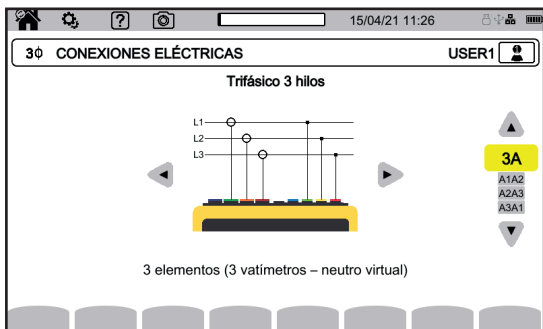 15/04/21 11:26
3ϕ CONEXIONES ELÉCTRICAS USER1
Trifásico 3 hilos
L1
L2
L3
3A
A1A2
A2A3
A3A1
3 elementos (3 vatímetros – neutro virtual)